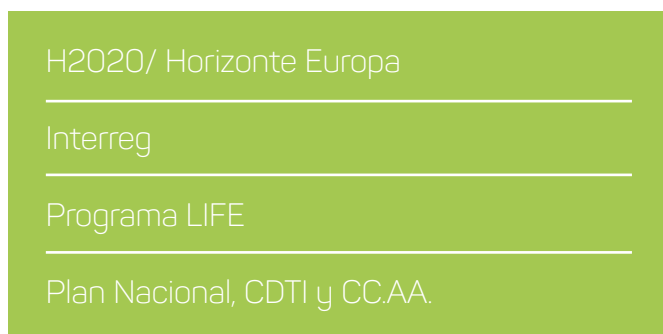 H2020/ Horizonte Europa
Interreg
Programa LIFE
Plan Nacional, CDTI y CC.AA.